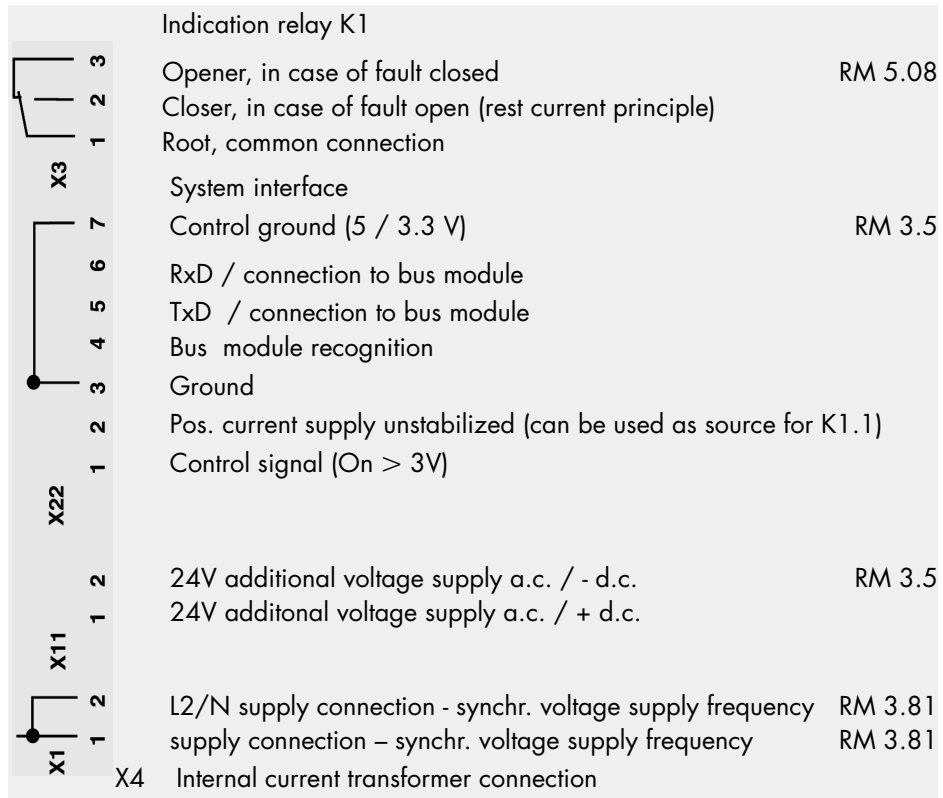 Indication relay K1
3 Opener, in case of fault closed RM 5.08
2 Closer, in case of fault open (rest current principle)
1 Root, common connection
X3
System interface
7 Control ground (5 / 3.3 V) RM 3.5
6 RxD / connection to bus module
5 TxD / connection to bus module
4 Bus module recognition
3 Ground
2 Pos. current supply unstabilized (can be used as source for K1.1)
1 Control signal (On > 3V)
X22
2 24V additional voltage supply a.c. / - d.c. RM 3.5
1 24V additonal voltage supply a.c. / + d.c.
X11
2 L2/N supply connection - synchr. voltage supply frequency RM 3.81
1 supply connection – synchr. voltage supply frequency RM 3.81
X1
X4 Internal current transformer connection